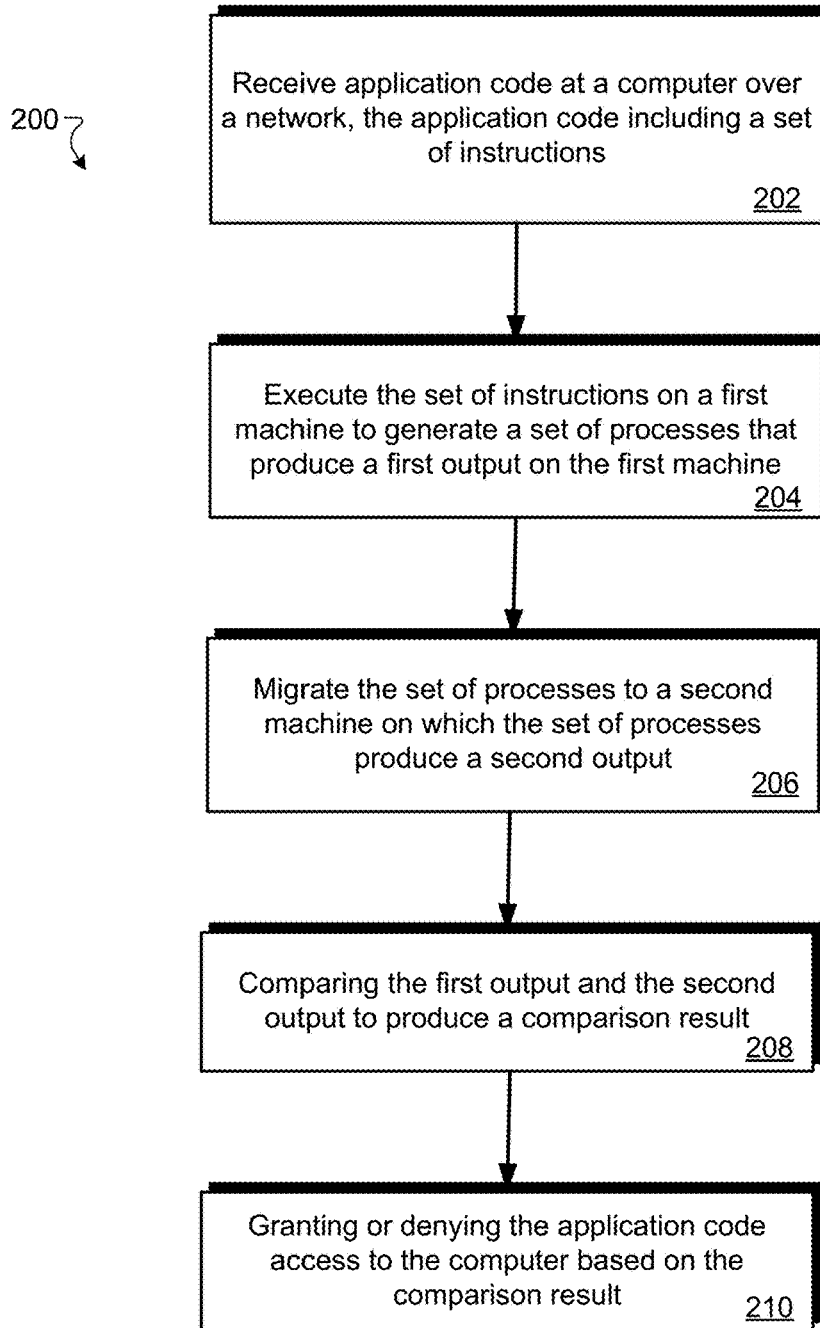 200
Receive application code at a computer over
a network, the application code including a set
of instructions
202
Execute the set of instructions on a first
machine to generate a set of processes that
produce a first output on the first machine
204
Migrate the set of processes to a second
machine on which the set of processes
produce a second output
206
Comparing the first output and the second
output to produce a comparison result
208
Granting or denying the application code
access to the computer based on the
comparison result
210